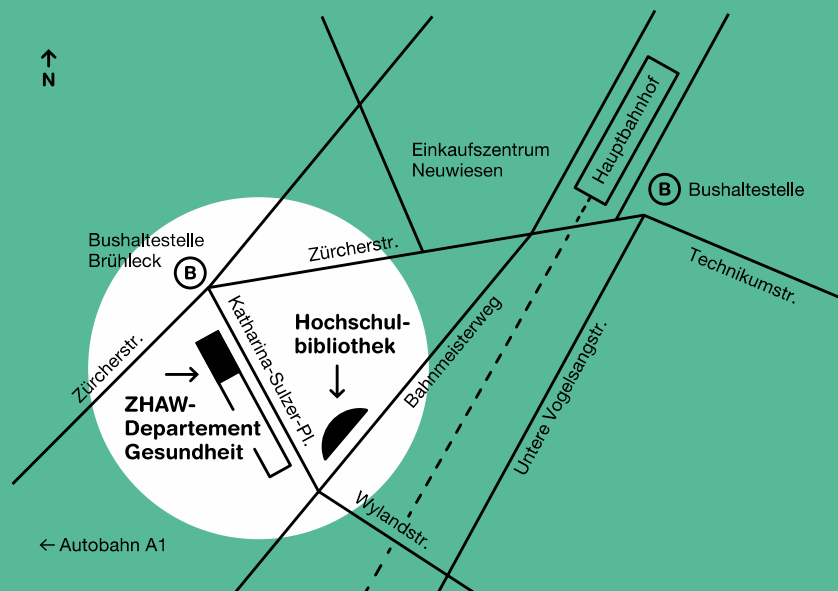 N
Einkaufszentrum
Neuwiesen
Hauptbahnhof
B
Bushaltestelle
Bushaltestelle
Brühleck
B
Zürcherstr.
Technikumstr.
Zürcherstr.
Katharina-Sulzer-Pl.
Hochschul-
bibliothek
Bahnmeisterweg
Untere Vogelsangstr.
ZHAW-
Departement
Gesundheit
Wylandstr.
← Autobahn A1